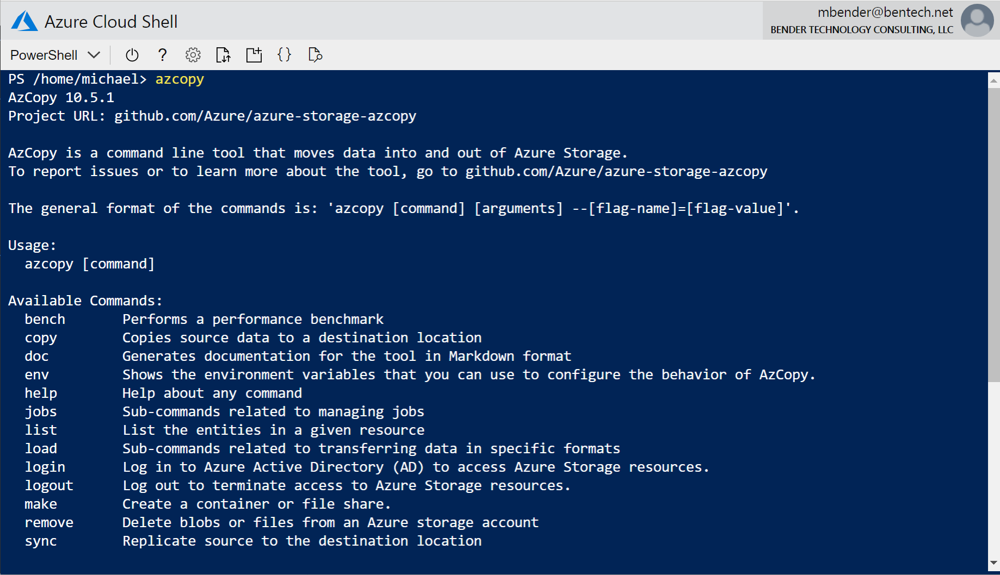 Azure Cloud Shell
mbender@bentech.net
BENDER TECHNOLOGY CONSULTING, LLC
PowerShell
PS /home/michael> azcopy
AzCopy 10.5.1
Project URL: github.com/Azure/azure-storage-azcopy
AzCopy is a command line tool that moves data into and out of Azure Storage.
To report issues or to learn more about the tool, go to github.com/Azure/azure-storage-azcopy
The general format of the commands is: 'azcopy [command] [arguments] --[flag-name]=[flag-value]'.
Usage:
azcopy [command]
Available Commands:
bench Performs a performance benchmark
copy Copies source data to a destination location
doc Generates documentation for the tool in Markdown format
env Shows the environment variables that you can use to configure the behavior of AzCopy.
help Help about any command
jobs Sub-commands related to managing jobs
list List the entities in a given resource
load Sub-commands related to transferring data in specific formats
login Log in to Azure Active Directory (AD) to access Azure Storage resources.
logout Log out to terminate access to Azure Storage resources.
make Create a container or file share.
remove Delete blobs or files from an Azure storage account
sync Replicate source to the destination location